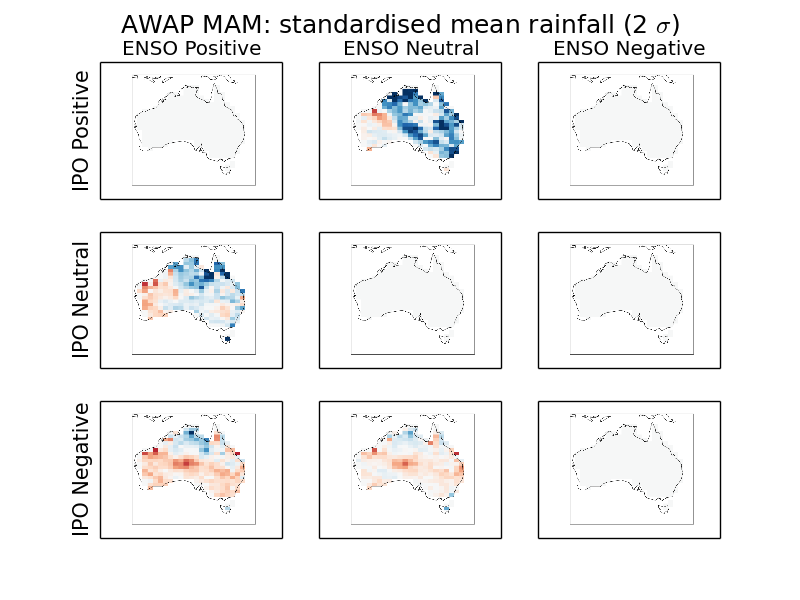 AWAP MAM: standardised mean rainfall (2 σ)
ENSO Positive
ENSO Neutral
ENSO Negative
IPO Positive
IPO Neutral
IPO Negative